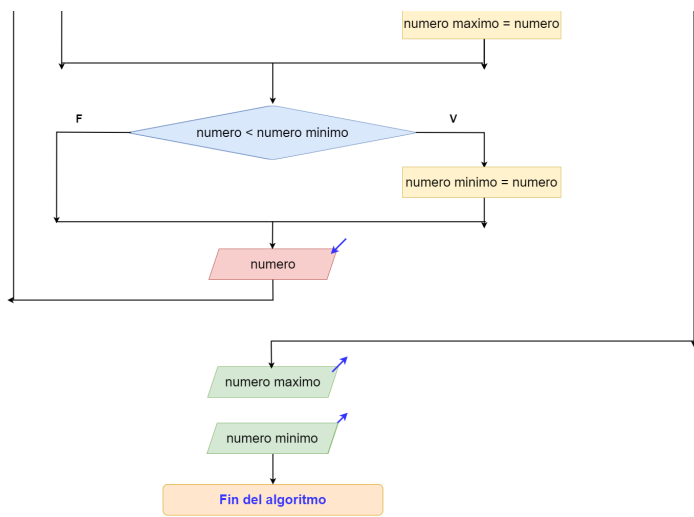 numero maximo = numero
F
numero < numero minimo
V
numero minimo = numero
numero
numero maximo
numero minimo
Fin del algoritmo